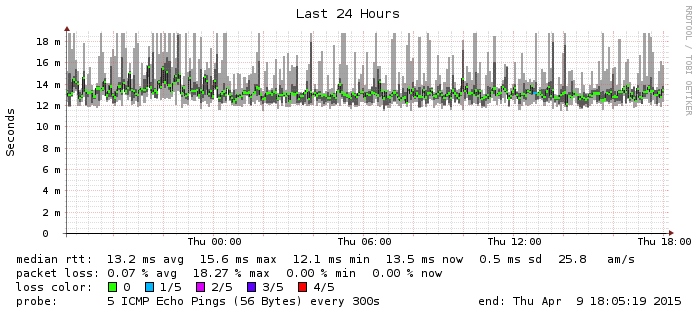 Last 24 Hours
RRDTOOL / TOBI OETIKER
Seconds
18 m
16 m
14 m
12 m
10 m
8 m
6 m
4 m
2 m
0
Thu 00:00 Thu 06:00 Thu 12:00 Thu 18:00
median rtt: 13.2 ms avg 15.6 ms max 12.1 ms min 13.5 ms now 0.5 ms sd 25.8 am/s
packet loss: 0.07 % avg 18.27 % max 0.00 % min 0.00 % now
loss color: 0 1/5 2/5 3/5 4/5
probe: 5 ICMP Echo Pings (56 Bytes) every 300s end: Thu Apr 9 18:05:19 2015